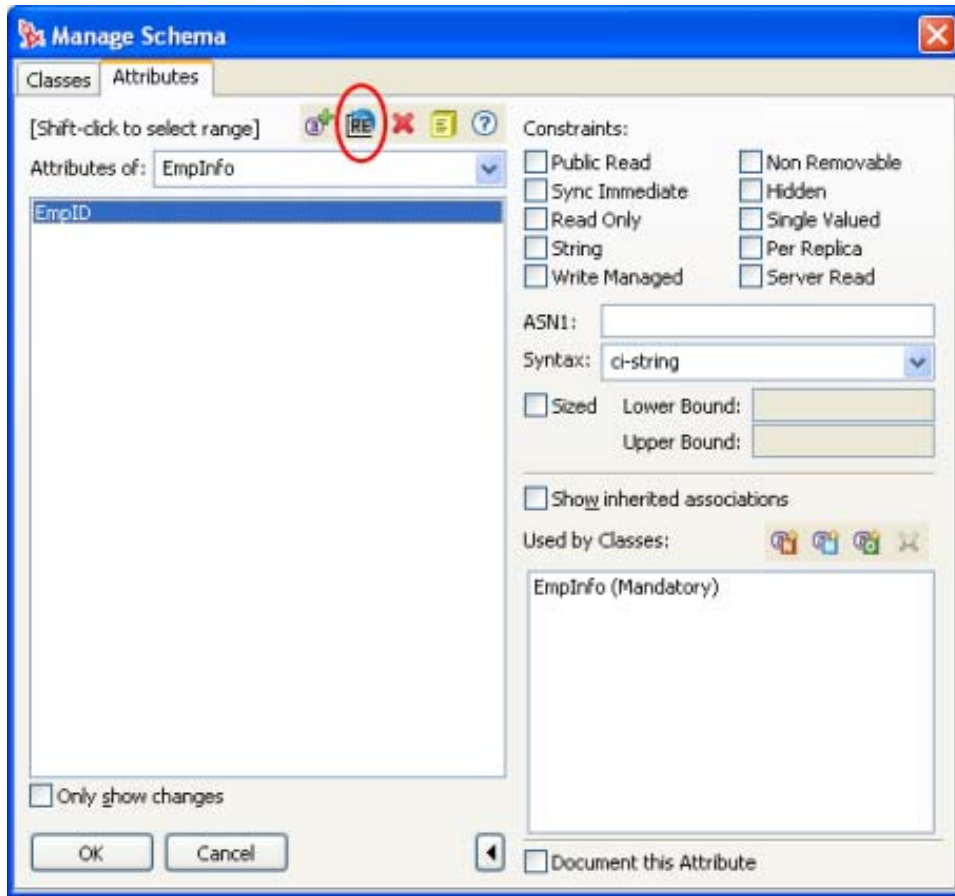 Manage Schema
Classes
Attributes
[Shift-click to select range]
RE
Attributes of: EmpInfo
EmpID
Only show changes
OK
Cancel
Constraints:
Public Read
Non Removable
Sync Immediate
Hidden
Read Only
Single Valued
String
Per Replica
Write Managed
Server Read
ASN1:
Syntax: ci-string
Sized
Lower Bound:
Upper Bound:
Show inherited associations
Used by Classes:
EmpInfo (Mandatory)
Document this Attribute